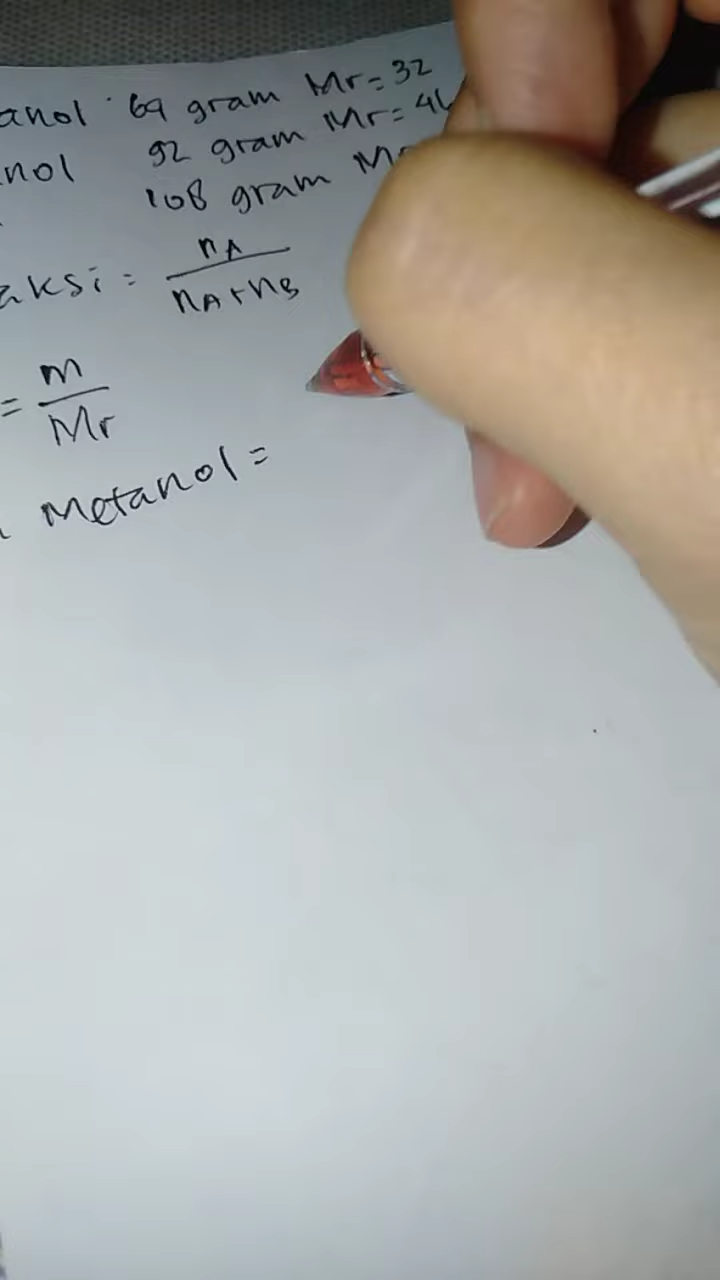 anol 64 gram Mr=32
nol 92 gram Mr=46
108 gram M
aksi = nA
nA+nB
= m
Mr
Metanol =